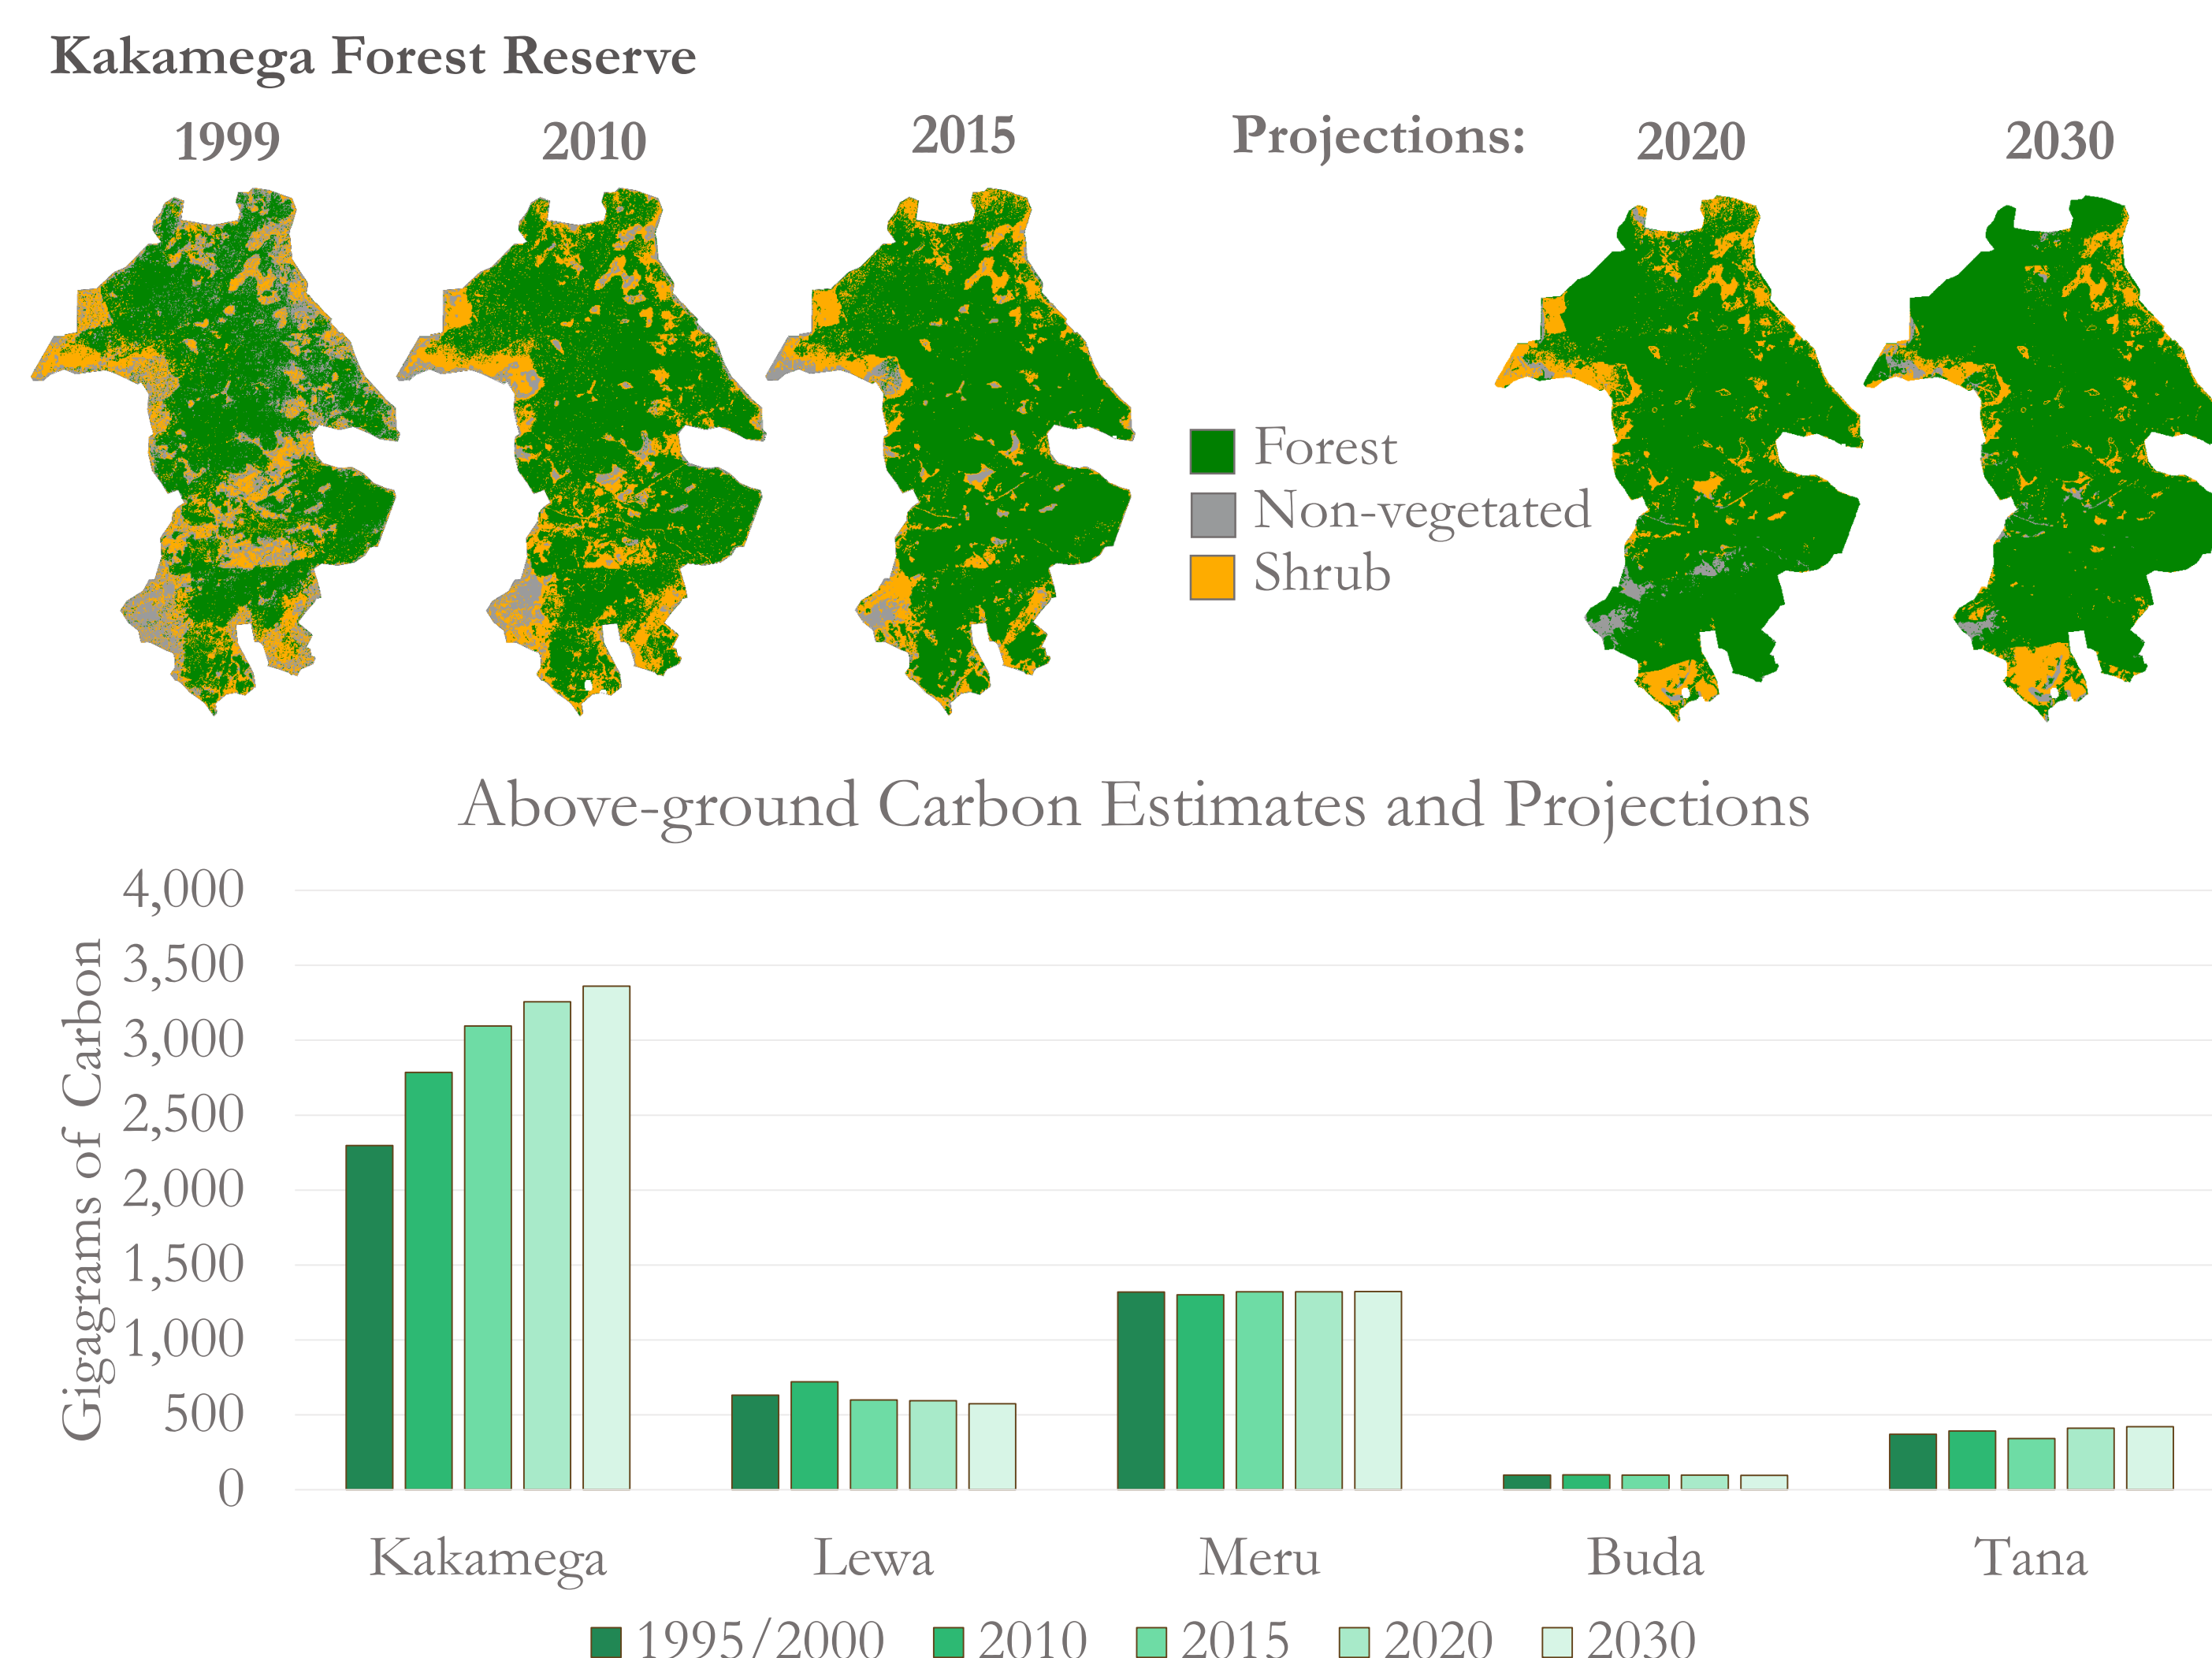 Kakamega Forest Reserve
1999 2010 2015 Projections: 2020 2030
Forest
Non-vegetated
Shrub
Above-ground Carbon Estimates and Projections
Gigagrams of Carbon
4,000
3,500
3,000
2,500
2,000
1,500
1,000
500
0
Kakamega Lewa Meru Buda Tana
1995/2000 2010 2015 2020 2030